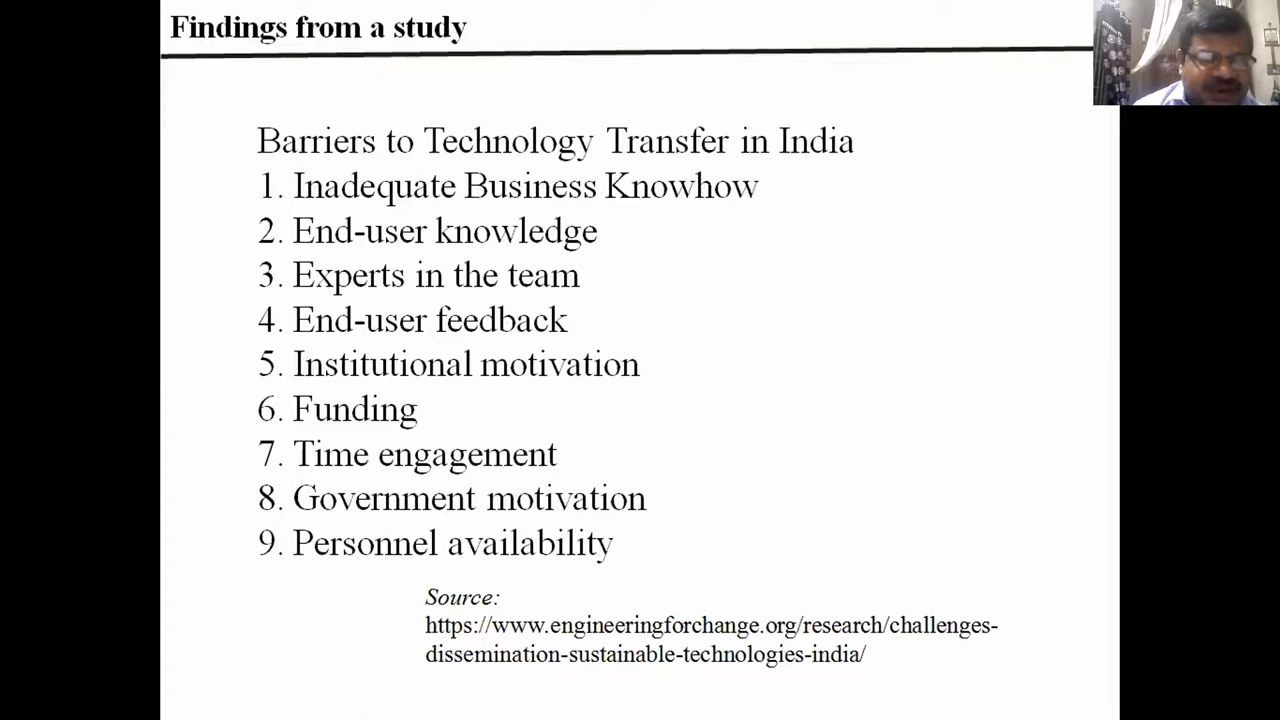 Findings from a study
Barriers to Technology Transfer in India
1. Inadequate Business Knowhow
2. End-user knowledge
3. Experts in the team
4. End-user feedback
5. Institutional motivation
6. Funding
7. Time engagement
8. Government motivation
9. Personnel availability
Source:
https://www.engineeringforchange.org/research/challenges-
dissemination-sustainable-technologies-india/